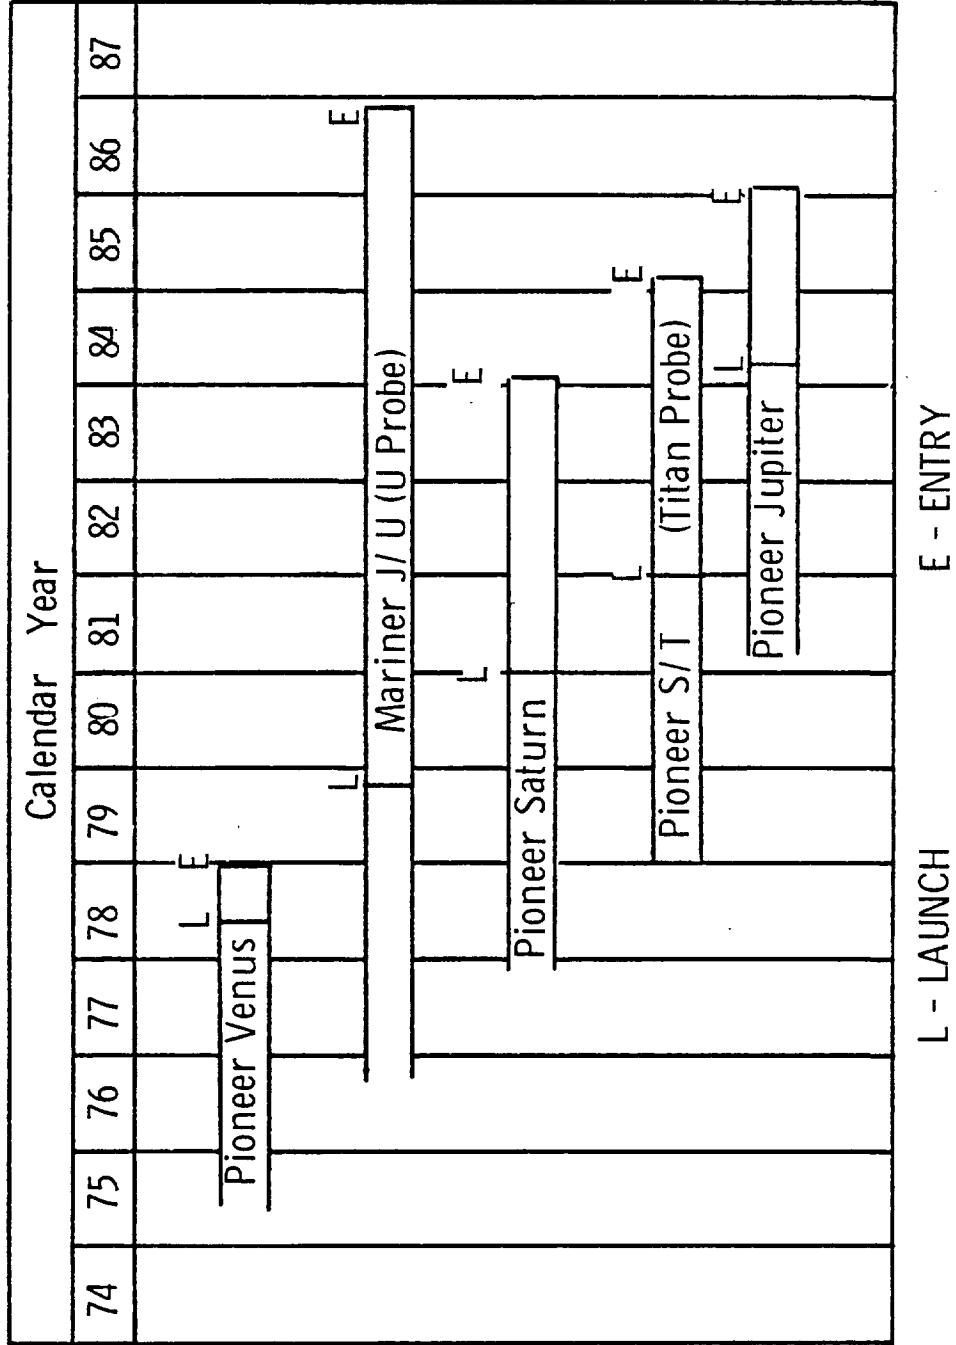 Calendar Year
74 75 76 77 78 79 80 81 82 83 84 85 86 87
L E
Pioneer Venus
L E
Mariner J/U (U Probe)
L E
Pioneer Saturn
L E
Pioneer S/T (Titan Probe)
L E
Pioneer Jupiter
L - LAUNCH E - ENTRY